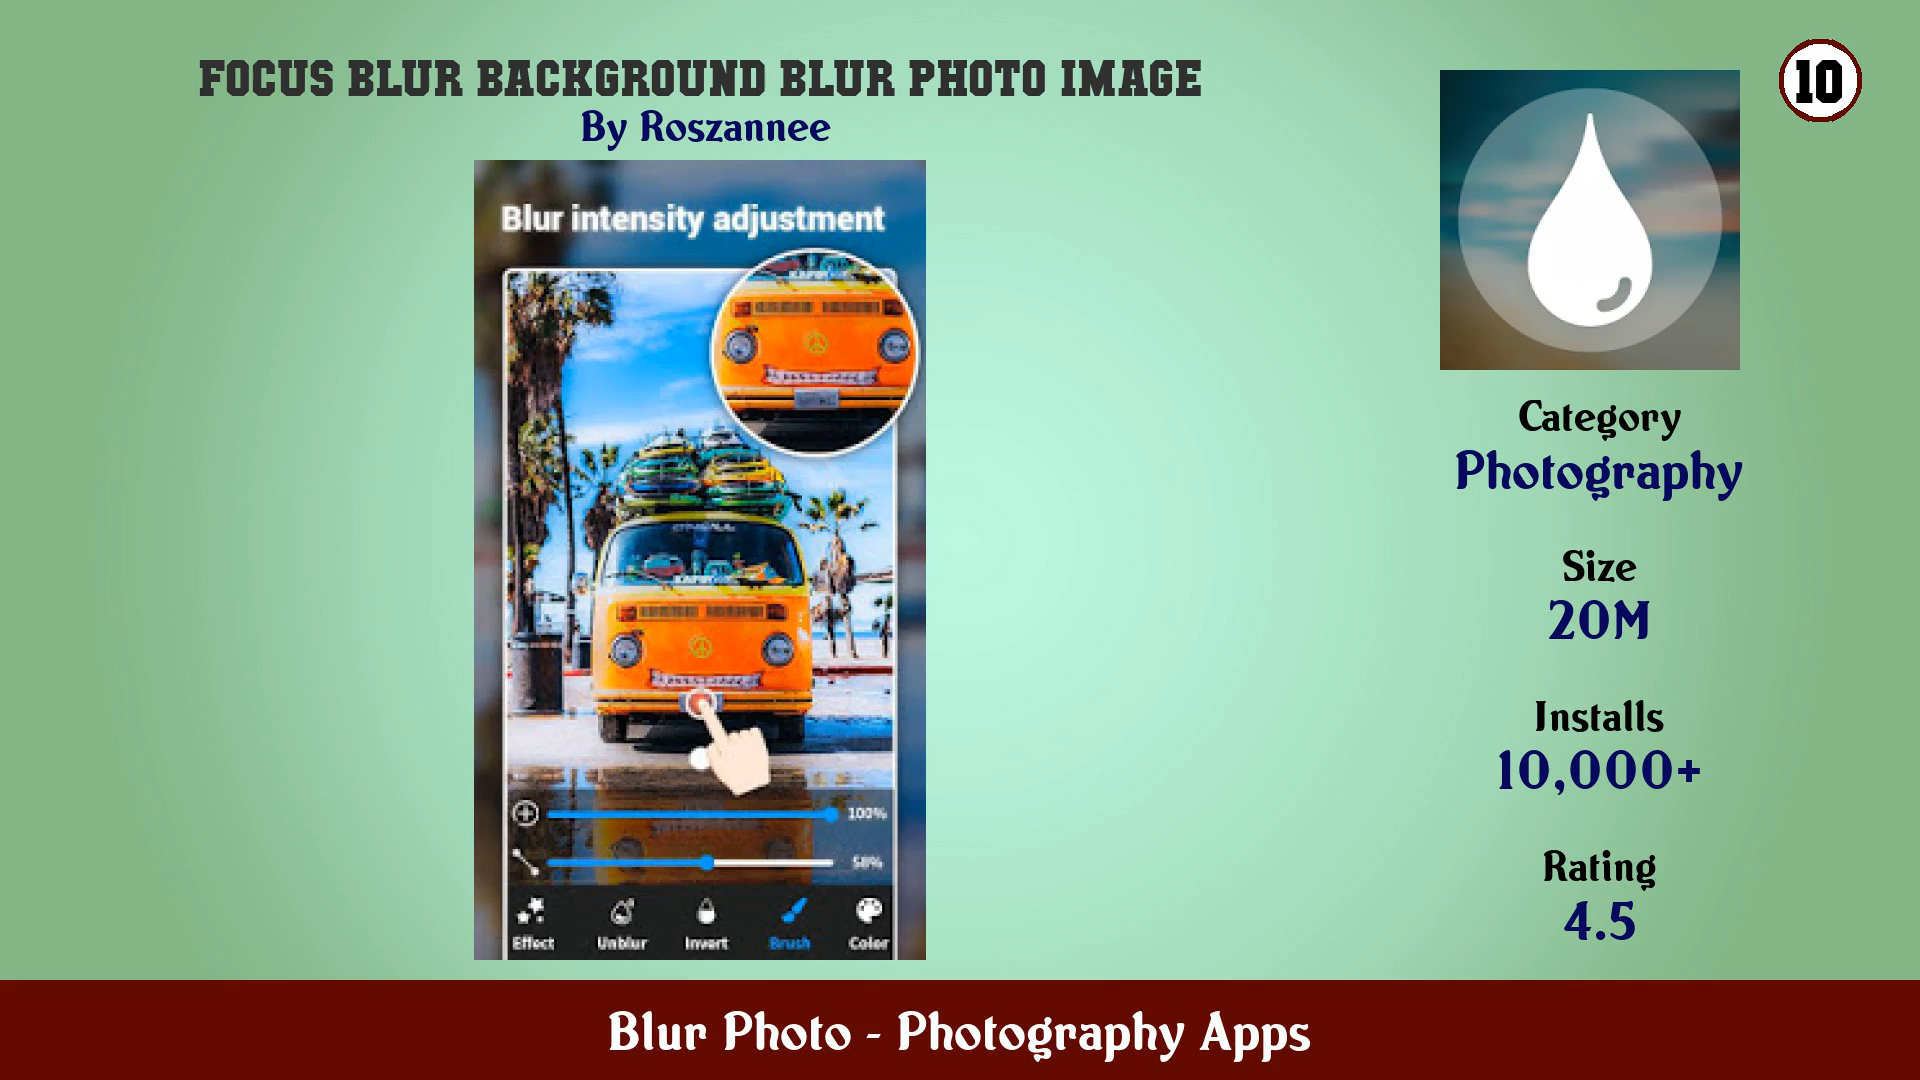 FOCUS BLUR BACKGROUND BLUR PHOTO IMAGE
By Roszannee
10
Blur intensity adjustment
100%
58%
Effect
Unblur
Invert
Brush
Color
Category
Photography
Size
20M
Installs
10,000+
Rating
4.5
Blur Photo - Photography Apps